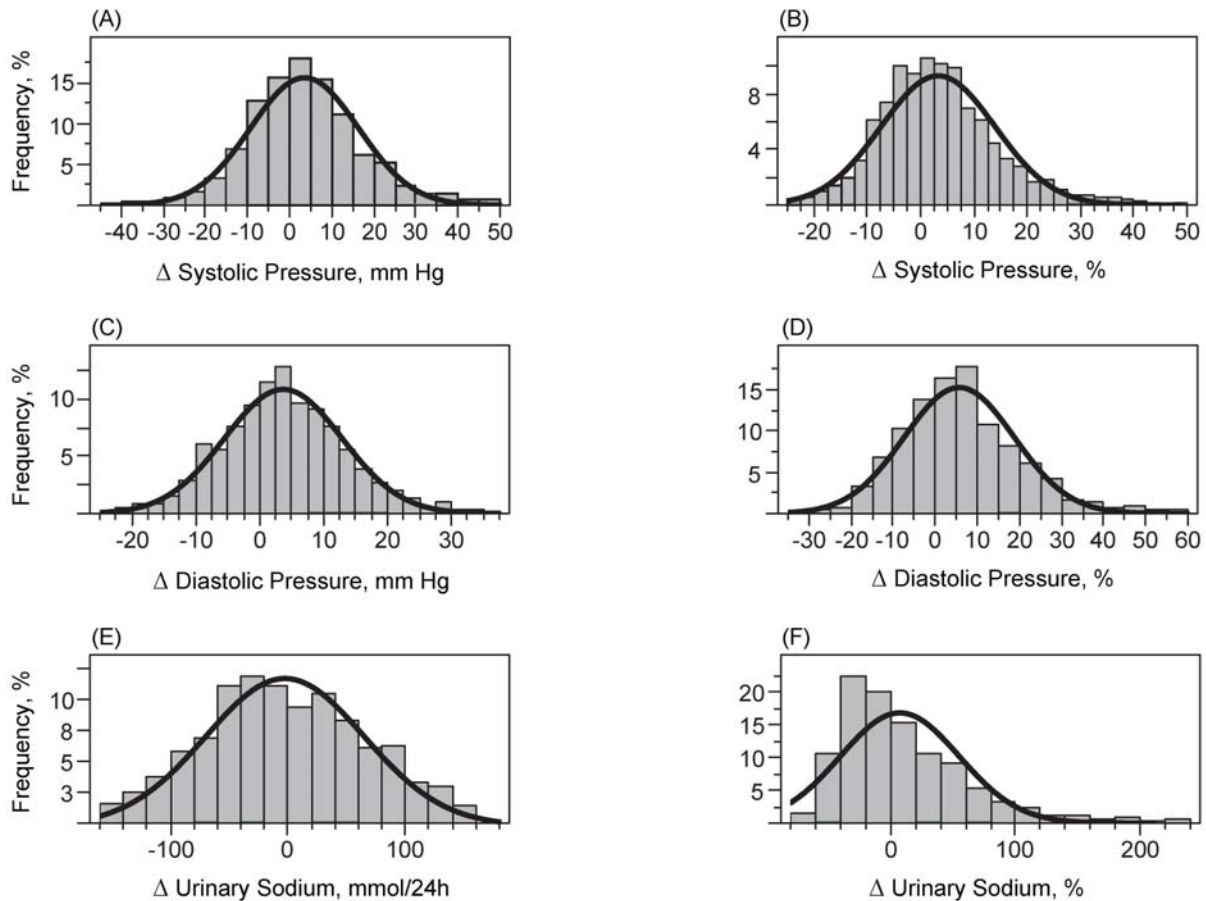 (A)
Frequency, %
15
10
5
-40 -30 -20 -10 0 10 20 30 40 50
Δ Systolic Pressure, mm Hg
(B)
8
4
-20 -10 0 10 20 30 40 50
Δ Systolic Pressure, %
(C)
Frequency, %
10
5
-20 -10 0 10 20 30
Δ Diastolic Pressure, mm Hg
(D)
15
10
5
-30 -20 -10 0 10 20 30 40 50 60
Δ Diastolic Pressure, %
(E)
Frequency, %
10
8
5
3
-100 0 100
Δ Urinary Sodium, mmol/24h
(F)
20
15
10
5
0 100 200
Δ Urinary Sodium, %